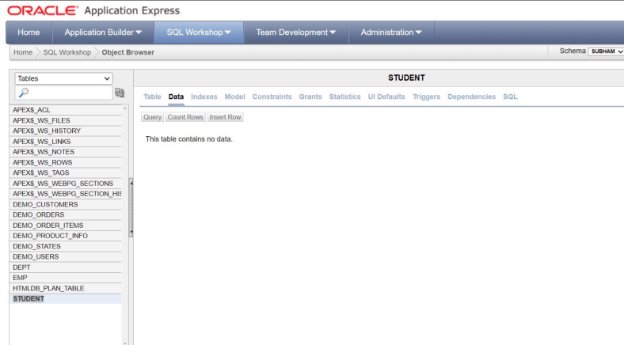 ORACLE Application Express
Home Application Builder SQL Workshop Team Development Administration
Home SQL Workshop Object Browser Schema SUBHAM
Tables
STUDENT
Table Data Indexes Model Constraints Grants Statistics UI Defaults Triggers Dependencies SQL
Query Count Rows Insert Row
This table contains no data.
APEX$_ACL
APEX$_WS_FILES
APEX$_WS_HISTORY
APEX$_WS_LINKS
APEX$_WS_NOTES
APEX$_WS_ROWS
APEX$_WS_TAGS
APEX$_WS_WEBPG_SECTIONS
APEX$_WS_WEBPG_SECTION_HIS
DEMO_CUSTOMERS
DEMO_ORDERS
DEMO_ORDER_ITEMS
DEMO_PRODUCT_INFO
DEMO_STATES
DEMO_USERS
DEPT
EMP
HTMLDB_PLAN_TABLE
STUDENT